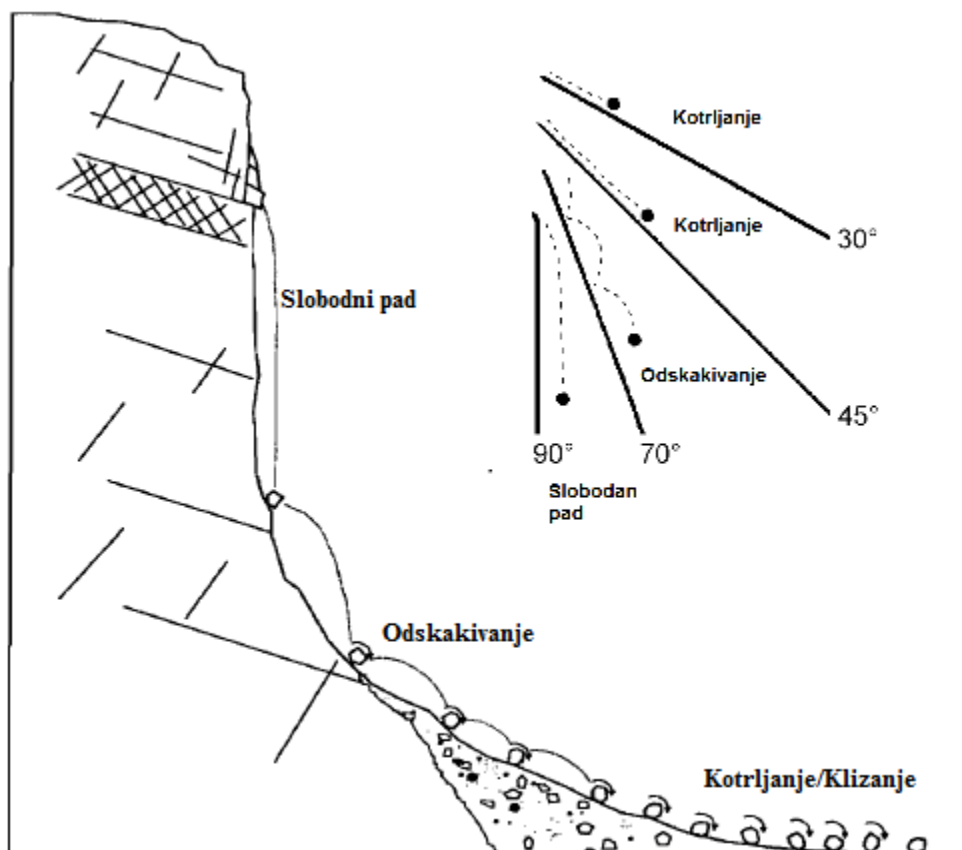 Kotrljanje
Kotrljanje
30°
Slobodni pad
Odskakivanje
45°
90° 70°
Slobodan
pad
Odskakivanje
Kotrljanje/Klizanje